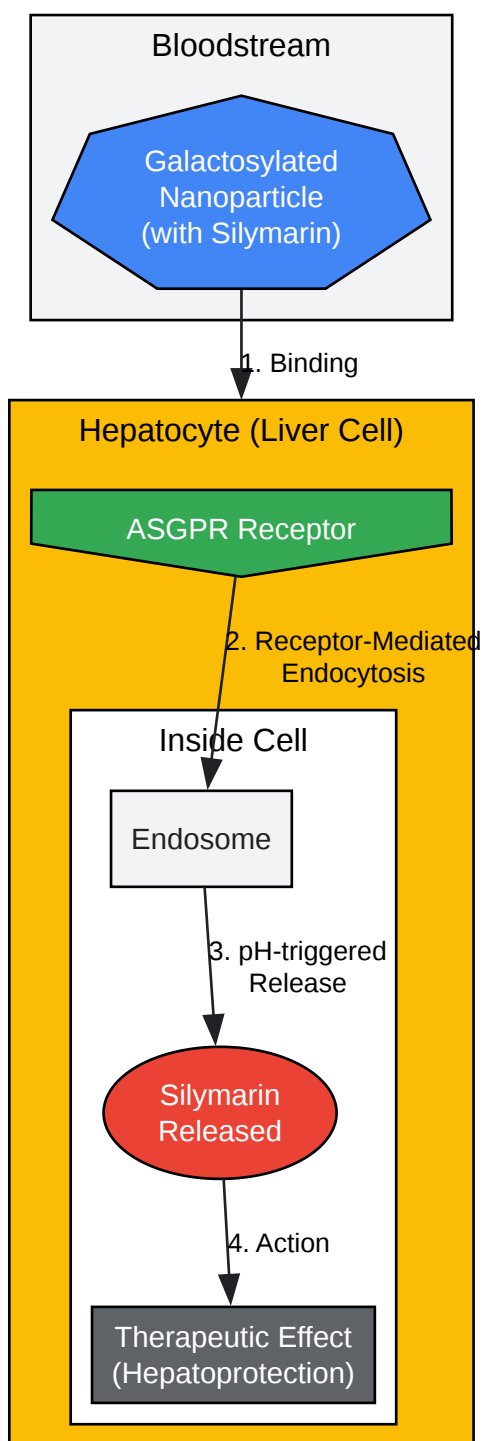 Bloodstream
Galactosylated
Nanoparticle
(with Silymarin)
1. Binding
Hepatocyte (Liver Cell)
ASGPR Receptor
2. Receptor-Mediated
Endocytosis
Inside Cell
Endosome
3. pH-triggered
Release
Silymarin
Released
4. Action
Therapeutic Effect
(Hepatoprotection)